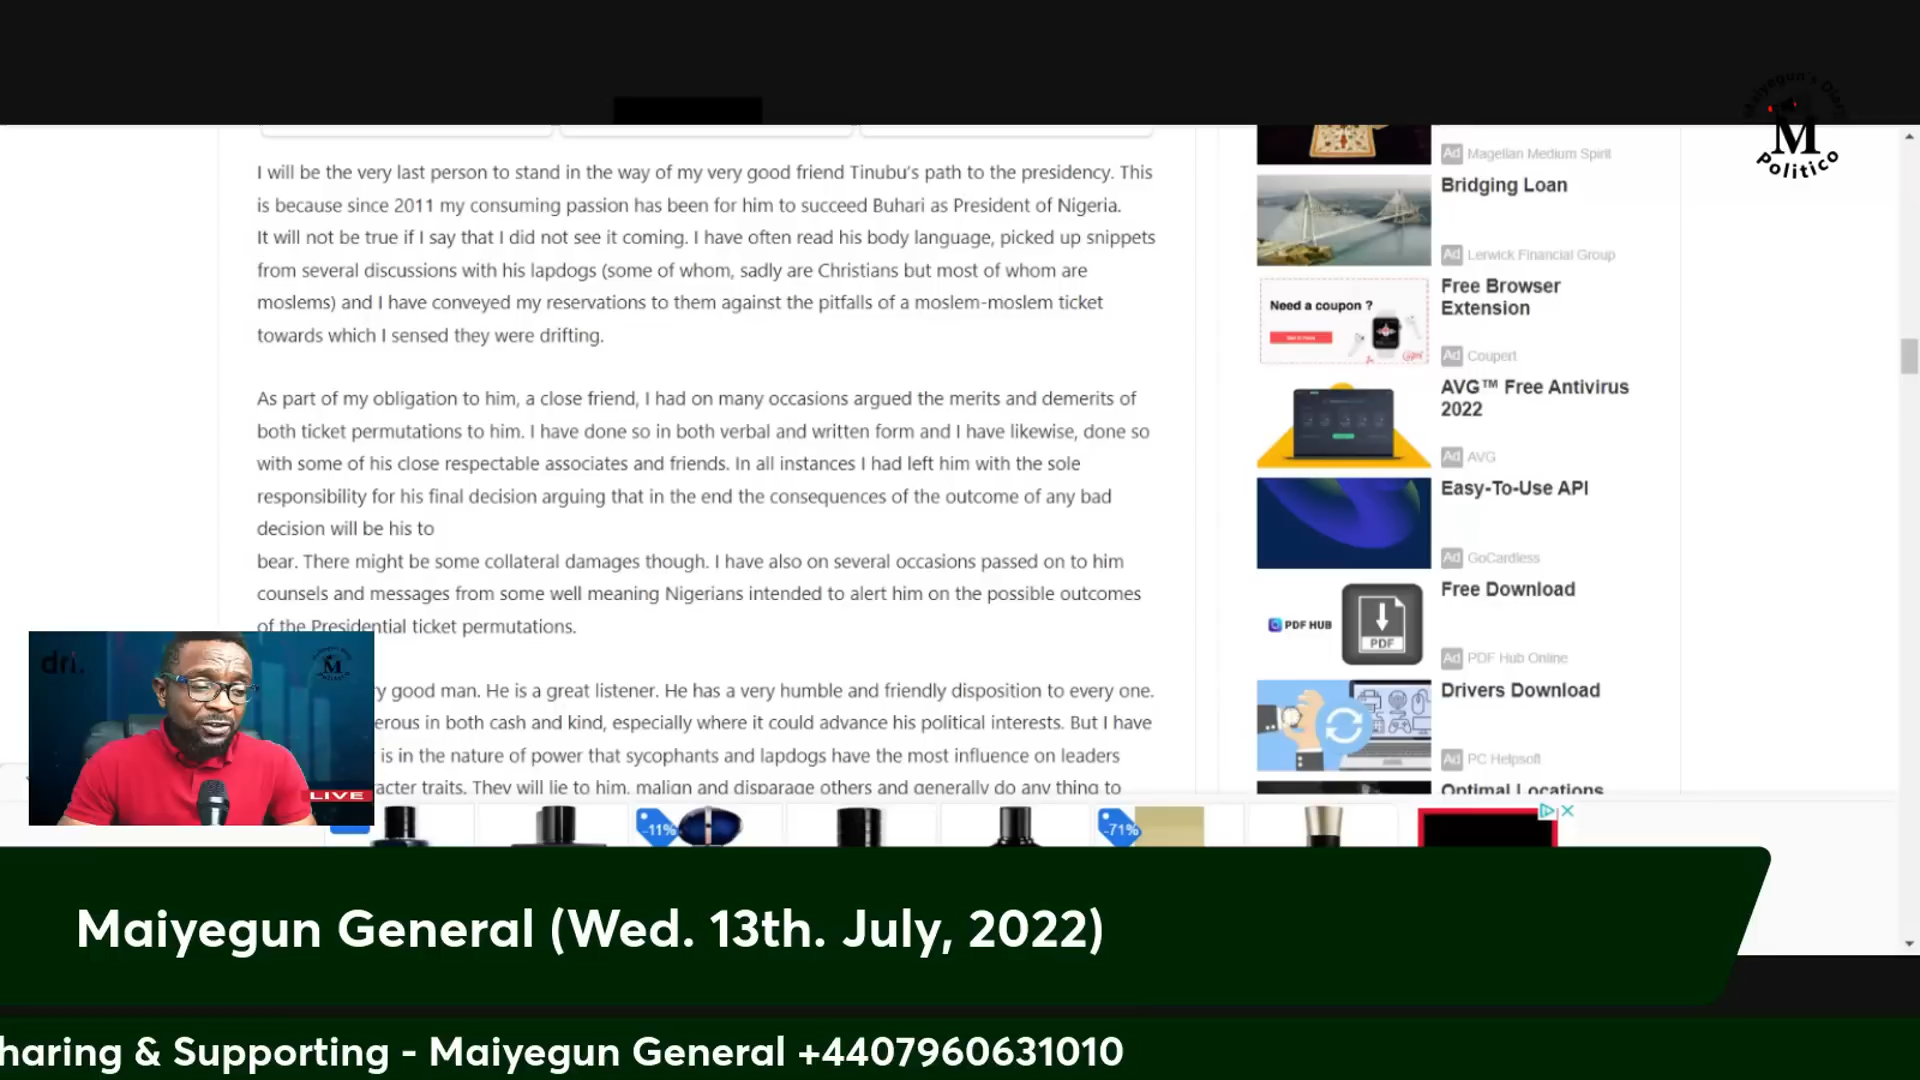 Maiyegun's
M
Politico
I will be the very last person to stand in the way of my very good friend Tinubu's path to the presidency. This
is because since 2011 my consuming passion has been for him to succeed Buhari as President of Nigeria.
It will not be true if I say that I did not see it coming. I have often read his body language, picked up snippets
from several discussions with his lapdogs (some of whom, sadly are Christians but most of whom are
moslems) and I have conveyed my reservations to them against the pitfalls of a moslem-moslem ticket
towards which I sensed they were drifting.
As part of my obligation to him, a close friend, I had on many occasions argued the merits and demerits of
both ticket permutations to him. I have done so in both verbal and written form and I have likewise, done so
with some of his close respectable associates and friends. In all instances I had left him with the sole
responsibility for his final decision arguing that in the end the consequences of the outcome of any bad
decision will be his to
bear. There might be some collateral damages though. I have also on several occasions passed on to him
counsels and messages from some well meaning Nigerians intended to alert him on the possible outcomes
of the Presidential ticket permutations.
y good man. He is a great listener. He has a very humble and friendly disposition to every one.
erous in both cash and kind, especially where it could advance his political interests. But I have
is in the nature of power that sycophants and lapdogs have the most influence on leaders
acter traits. They will lie to him, malign and disparage others and generally do any thing to
Ad Magellan Medium Spirit
Bridging Loan
Ad Lerwick Financial Group
Free Browser
Extension
Need a coupon ?
Ad Coupert
AVG™ Free Antivirus
2022
Ad AVG
Easy-To-Use API
Ad GoCardless
Free Download
PDF HUB
PDF
Ad PDF Hub Online
Drivers Download
Ad PC Helpsoft
Optimal Locations
dri.
M
Politico
LIVE
-11%
-71%
Maiyegun General (Wed. 13th. July, 2022)
haring & Supporting - Maiyegun General +4407960631010